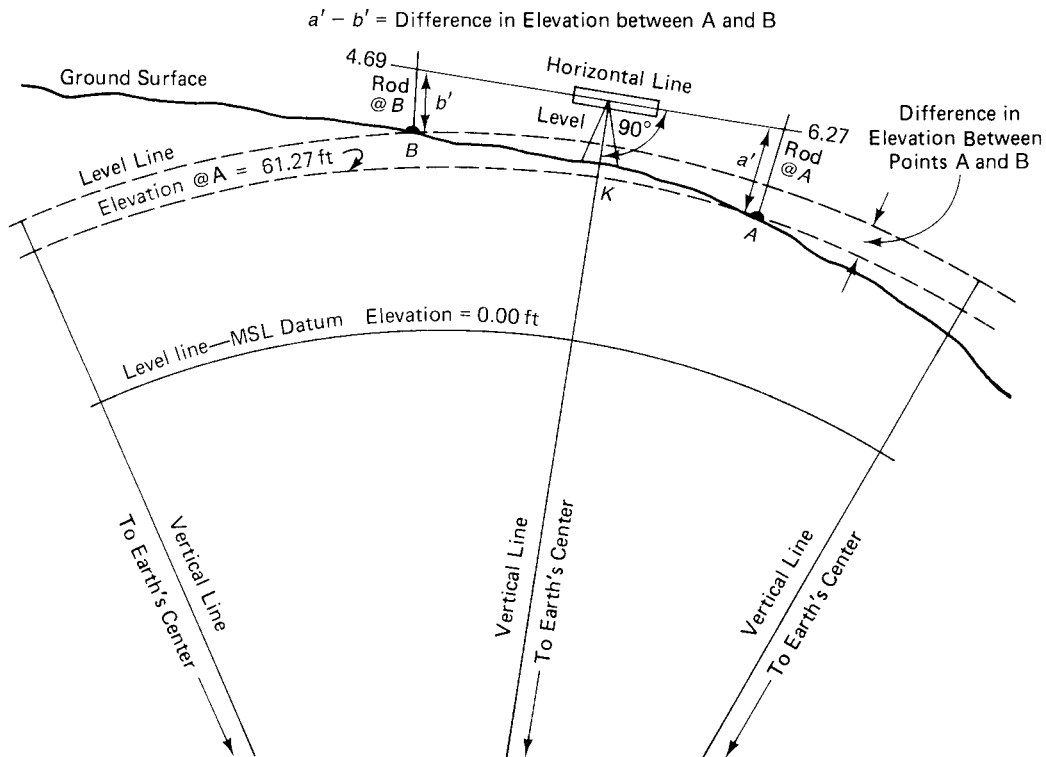 a′ − b′ = Difference in Elevation between A and B
Ground Surface
4.69
Rod
@ B
b′
Horizontal Line
Level
90°
6.27
Rod
@A
a′
Difference in
Elevation Between
Points A and B
Level Line
Elevation @A = 61.27 ft
B
K
A
Level line—MSL Datum Elevation = 0.00 ft
To Earth's Center
Vertical Line
Vertical Line
To Earth's Center
Vertical Line
To Earth's Center